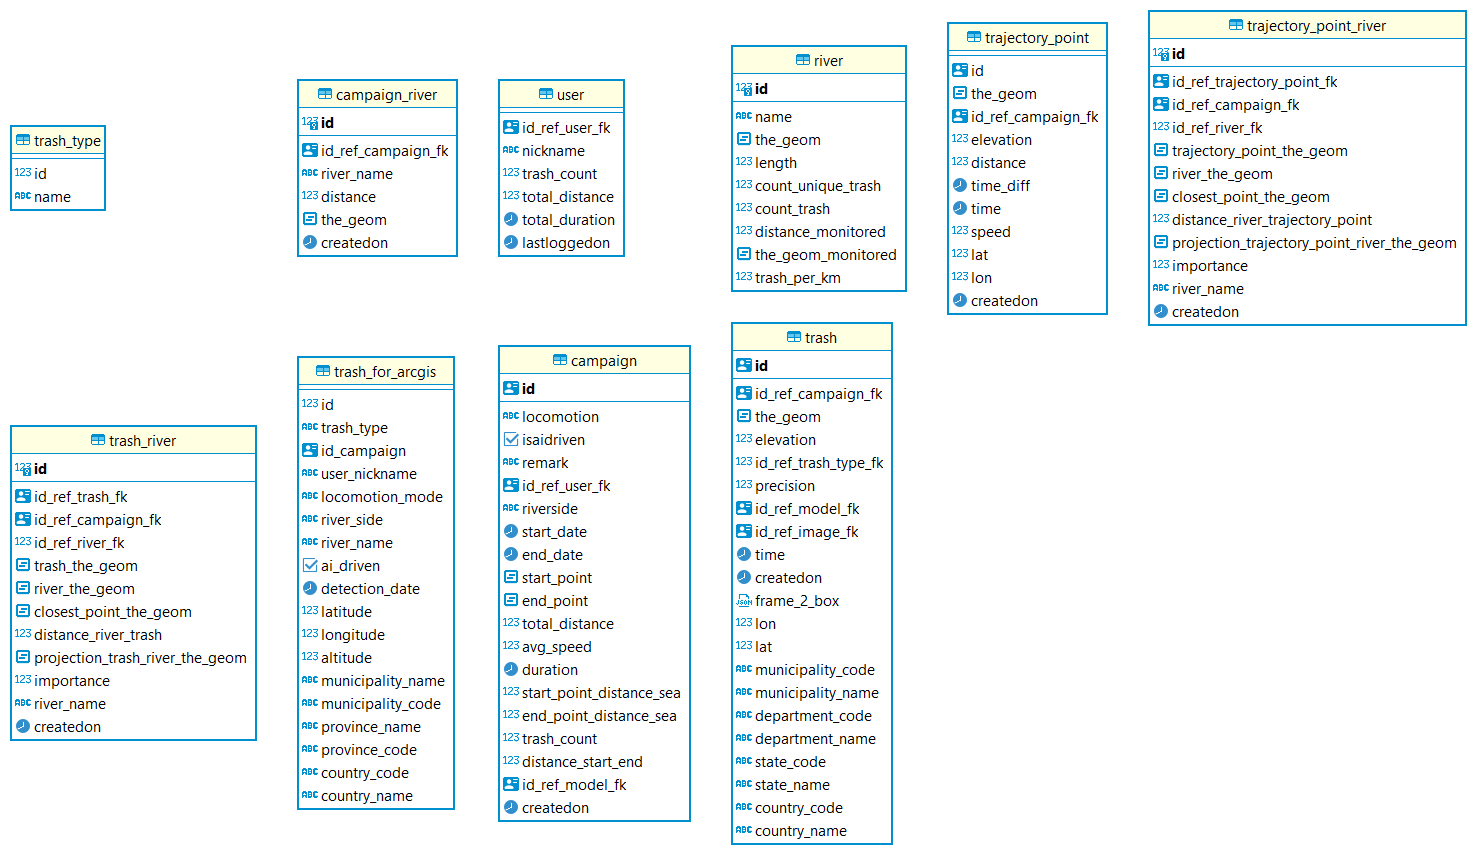 trash_type
123 id
ABC name
campaign_river
123 id
id_ref_campaign_fk
ABC river_name
123 distance
the_geom
createdon
user
id_ref_user_fk
ABC nickname
123 trash_count
123 total_distance
total_duration
lastloggedon
river
123 id
ABC name
the_geom
123 length
123 count_unique_trash
123 count_trash
123 distance_monitored
the_geom_monitored
123 trash_per_km
trajectory_point
id
the_geom
id_ref_campaign_fk
123 elevation
123 distance
time_diff
time
123 speed
123 lat
123 lon
createdon
trajectory_point_river
123 id
id_ref_trajectory_point_fk
id_ref_campaign_fk
123 id_ref_river_fk
trajectory_point_the_geom
river_the_geom
closest_point_the_geom
123 distance_river_trajectory_point
projection_trajectory_point_river_the_geom
123 importance
ABC river_name
createdon
trash_river
123 id
id_ref_trash_fk
id_ref_campaign_fk
123 id_ref_river_fk
trash_the_geom
river_the_geom
closest_point_the_geom
123 distance_river_trash
projection_trash_river_the_geom
123 importance
ABC river_name
createdon
trash_for_arcgis
123 id
ABC trash_type
id_campaign
ABC user_nickname
ABC locomotion_mode
ABC river_side
ABC river_name
ai_driven
detection_date
123 latitude
123 longitude
123 altitude
ABC municipality_name
ABC municipality_code
ABC province_name
ABC province_code
ABC country_code
ABC country_name
campaign
id
ABC locomotion
isaidriven
ABC remark
id_ref_user_fk
ABC riverside
start_date
end_date
start_point
end_point
123 total_distance
123 avg_speed
duration
123 start_point_distance_sea
123 end_point_distance_sea
123 trash_count
123 distance_start_end
id_ref_model_fk
createdon
trash
id
id_ref_campaign_fk
the_geom
123 elevation
123 id_ref_trash_type_fk
123 precision
id_ref_model_fk
id_ref_image_fk
time
createdon
JSON frame_2_box
123 lon
123 lat
ABC municipality_code
ABC municipality_name
ABC department_code
ABC department_name
ABC state_code
ABC state_name
ABC country_code
ABC country_name